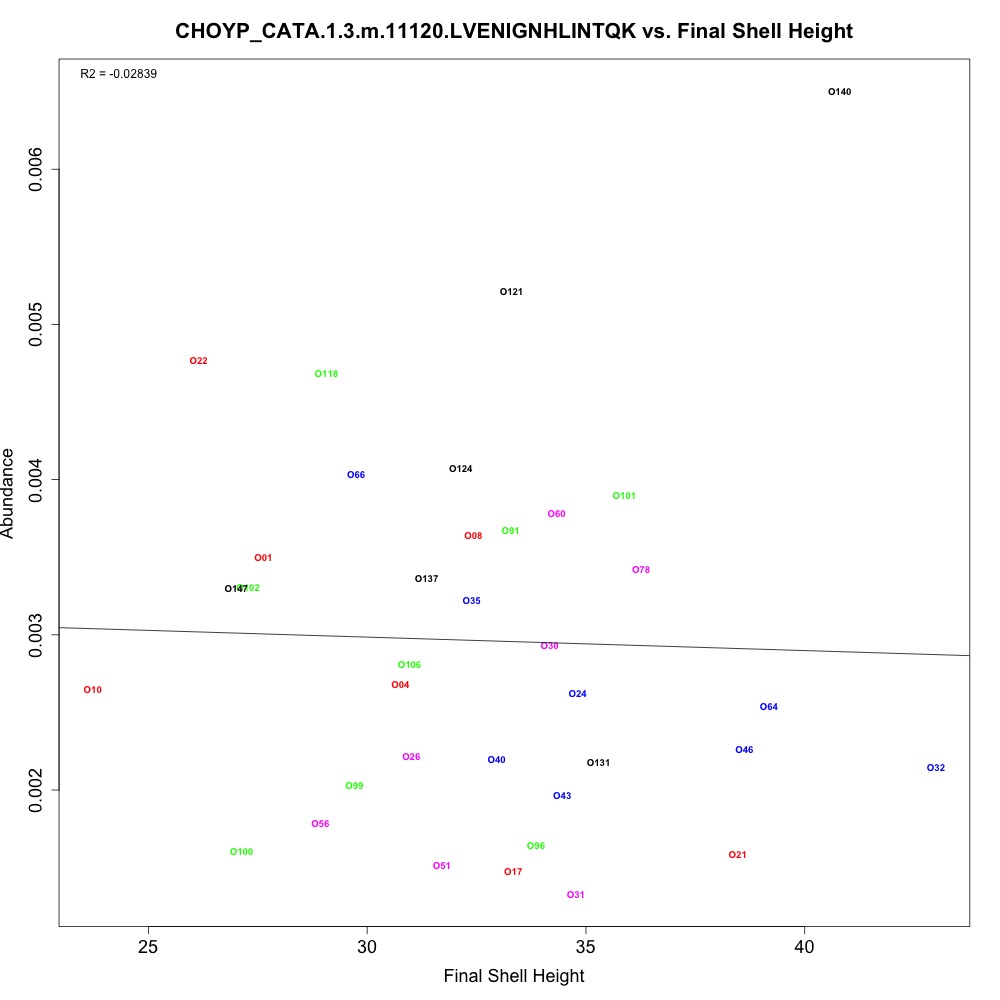 CHOYP_CATA.1.3.m.11120.LVENIGNHLINTQK vs. Final Shell Height
R2 = -0.02839
O140
0.006
O121
0.005
O22
O118
O124
O66
0.004
O101
O60
O91
O08
O01
O78
O137
O147
O102
O35
0.003
O30
O106
O04
O10
O24
O64
O46
O26
O40
O131
O32
0.002
O99
O43
O56
O96
O100
O21
O51
O17
O31
Abundance
25 30 35 40
Final Shell Height